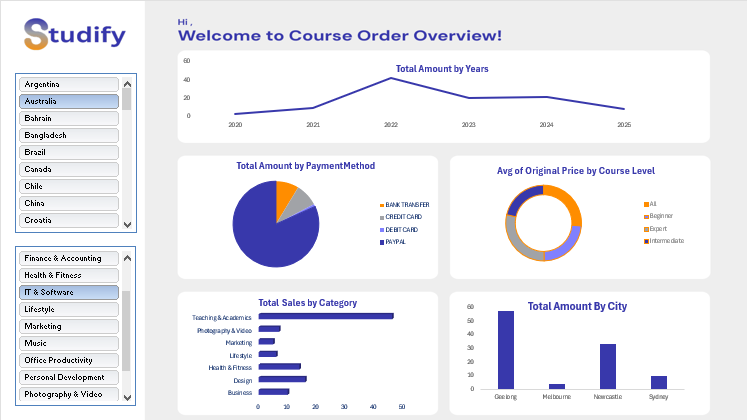 Studify
Argentina
Australia
Bahrain
Bangladesh
Brazil
Canada
Chile
China
Croatia
Finance & Accounting
Health & Fitness
IT & Software
Lifestyle
Marketing
Music
Office Productivity
Personal Development
Photography & Video
Hi ,
Welcome to Course Order Overview!
Total Amount by Years
60
40
20
0
2020 2021 2022 2023 2024 2025
Total Amount by PaymentMethod
BANK TRANSFER
CREDIT CARD
DEBIT CARD
PAYPAL
Avg of Original Price by Course Level
All
Beginner
Expert
Intermediate
Total Sales by Category
Teaching & Academics
Photography & Video
Marketing
Lifestyle
Health & Fitness
Design
Business
0 10 20 30 40 50
Total Amount By City
60
50
40
30
20
10
0
Geelong Melbourne Newcastle Sydney